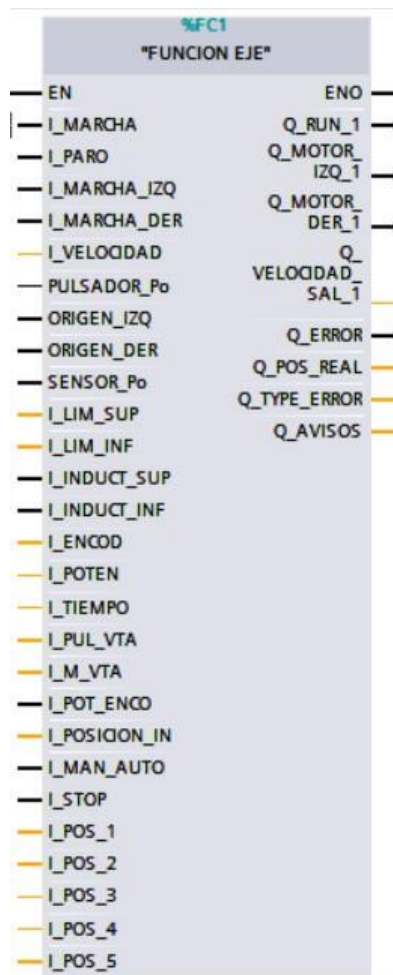 %FC1
"FUNCION EJE"
EN ENO
I_MARCHA Q_RUN_1
I_PARO Q_MOTOR_
IZQ_1
I_MARCHA_IZQ
I_MARCHA_DER Q_MOTOR_
DER_1
I_VELOCIDAD Q_
VELOCIDAD_
SAL_1
PULSADOR_Po
ORIGEN_IZQ Q_ERROR
ORIGEN_DER Q_POS_REAL
SENSOR_Po Q_TYPE_ERROR
I_LIM_SUP Q_AVISOS
I_LIM_INF
I_INDUCT_SUP
I_INDUCT_INF
I_ENCOD
I_POTEN
I_TIEMPO
I_PUL_VTA
I_M_VTA
I_POT_ENCO
I_POSICION_IN
I_MAN_AUTO
I_STOP
I_POS_1
I_POS_2
I_POS_3
I_POS_4
I_POS_5